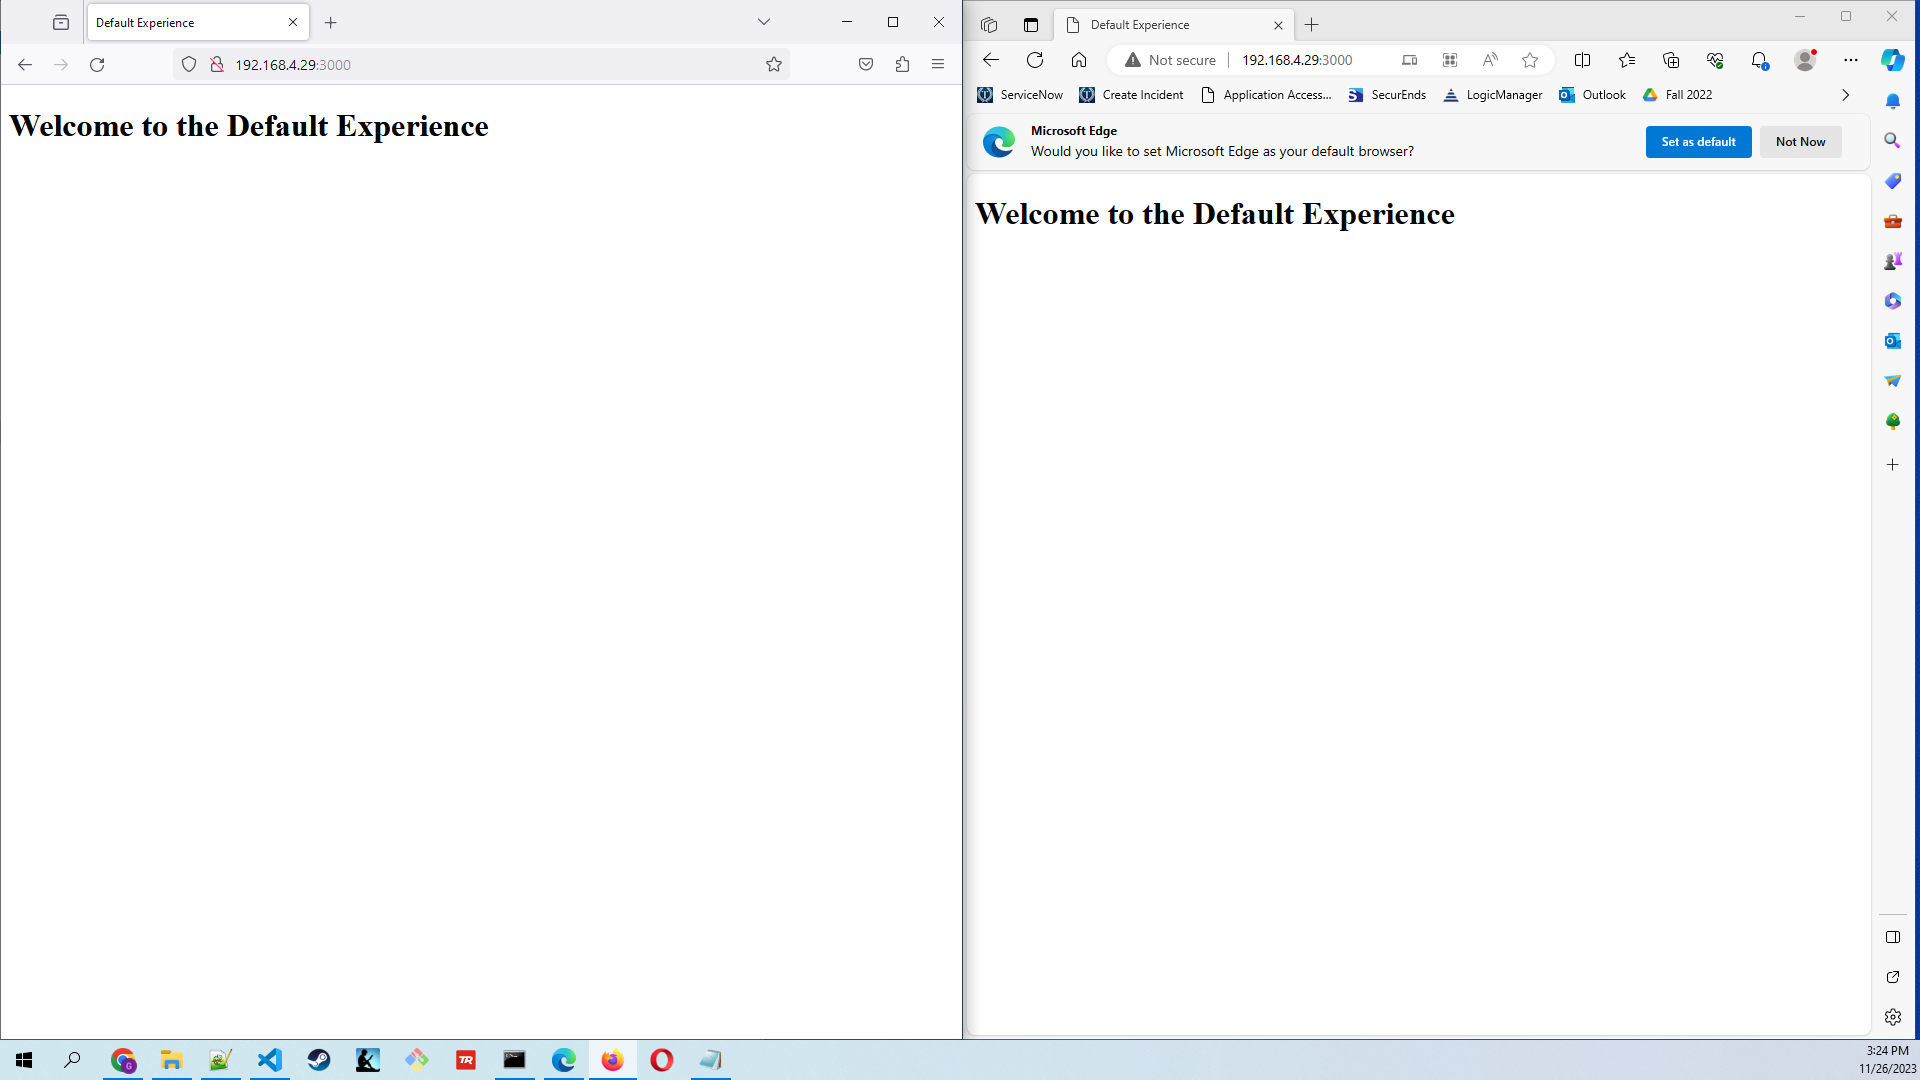 Default Experience
192.168.4.29:3000
Welcome to the Default Experience
Default Experience
Not secure
192.168.4.29:3000
ServiceNow
Create Incident
Application Access...
SecurEnds
LogicManager
Outlook
Fall 2022
Microsoft Edge
Would you like to set Microsoft Edge as your default browser?
Set as default
Not Now
Welcome to the Default Experience
G
TR
3:24 PM
11/26/2023